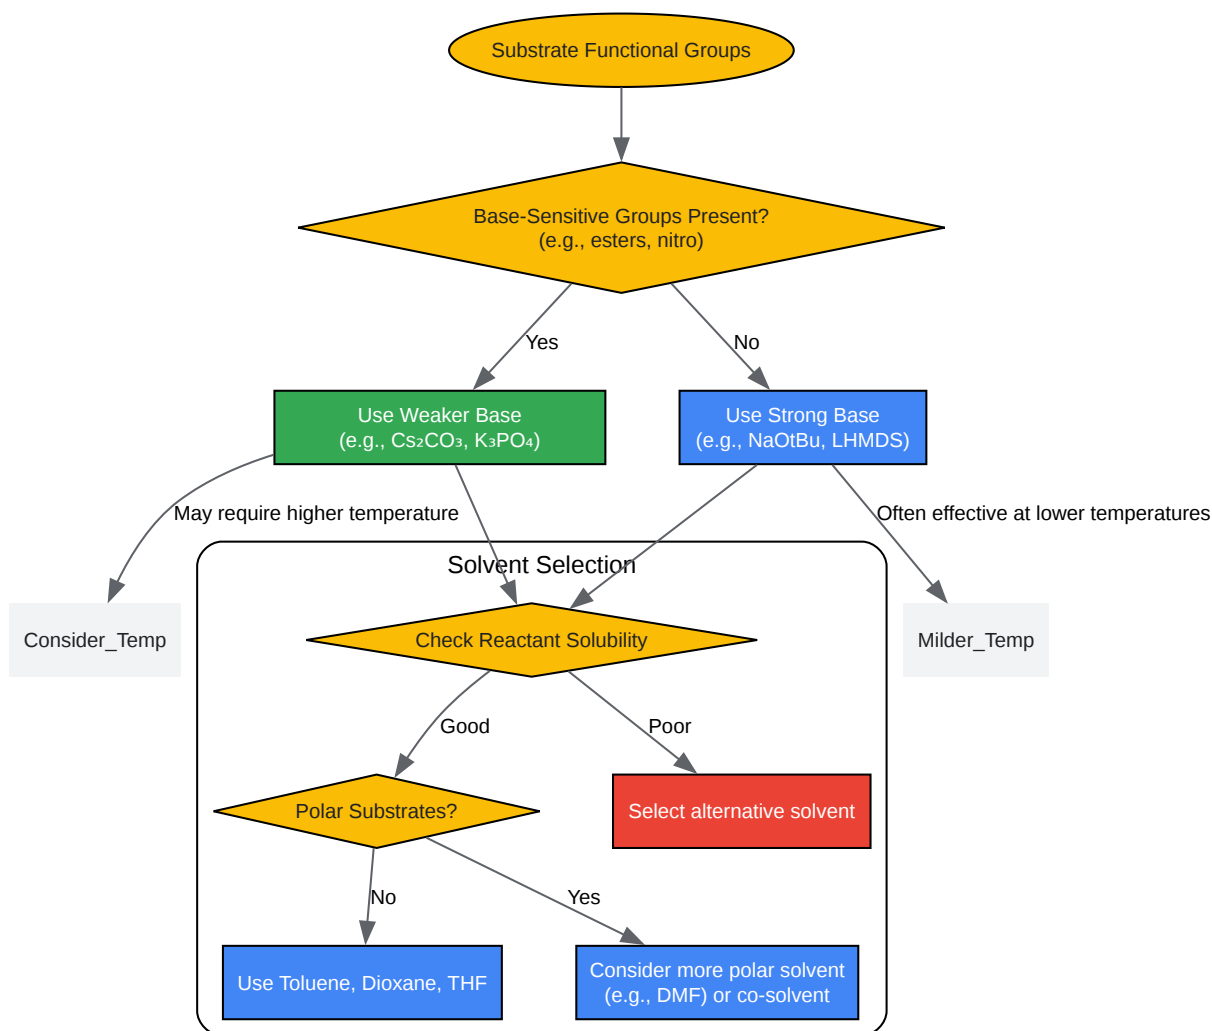 Substrate Functional Groups
Base-Sensitive Groups Present?
(e.g., esters, nitro)
Yes
No
Use Weaker Base
(e.g., Cs₂CO₃, K₃PO₄)
Use Strong Base
(e.g., NaOtBu, LHMDS)
May require higher temperature
Often effective at lower temperatures
Solvent Selection
Consider_Temp
Check Reactant Solubility
Milder_Temp
Good
Poor
Polar Substrates?
Select alternative solvent
No
Yes
Use Toluene, Dioxane, THF
Consider more polar solvent
(e.g., DMF) or co-solvent